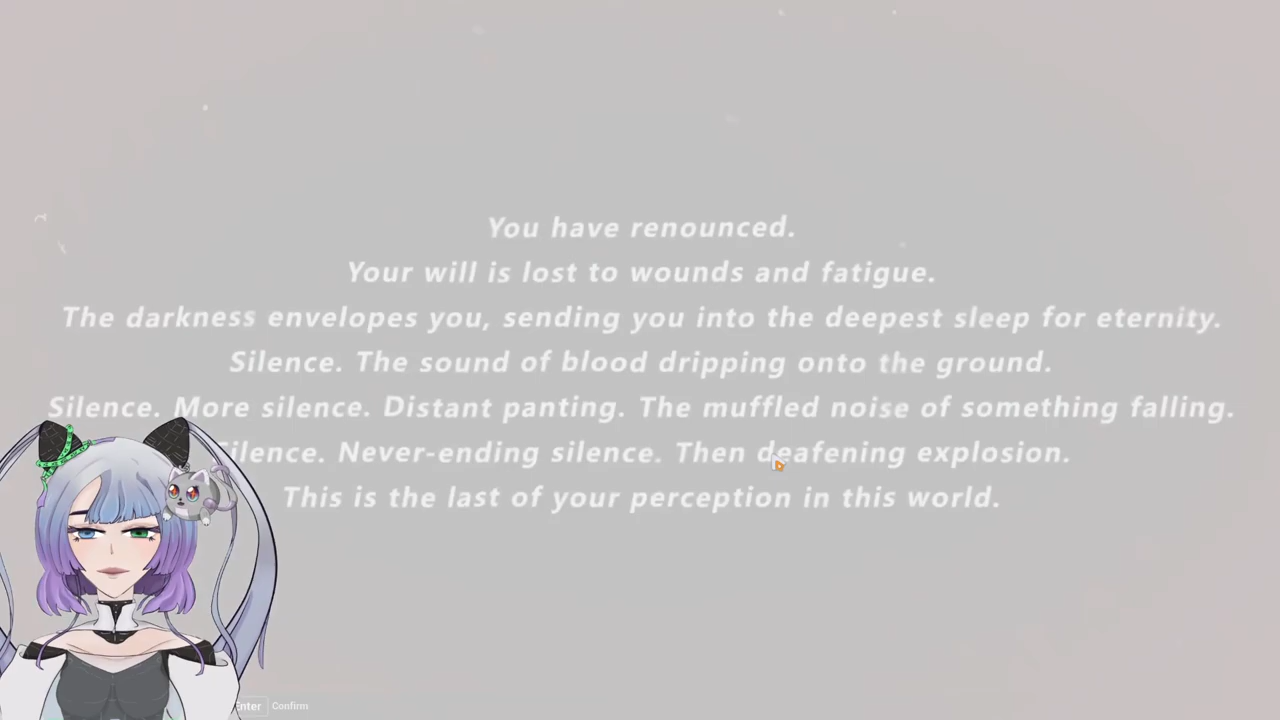 You have renounced.
Your will is lost to wounds and fatigue.
The darkness envelopes you, sending you into the deepest sleep for eternity.
Silence. The sound of blood dripping onto the ground.
Silence. More silence. Distant panting. The muffled noise of something falling.
Silence. Never-ending silence. Then deafening explosion.
This is the last of your perception in this world.
Enter Confirm